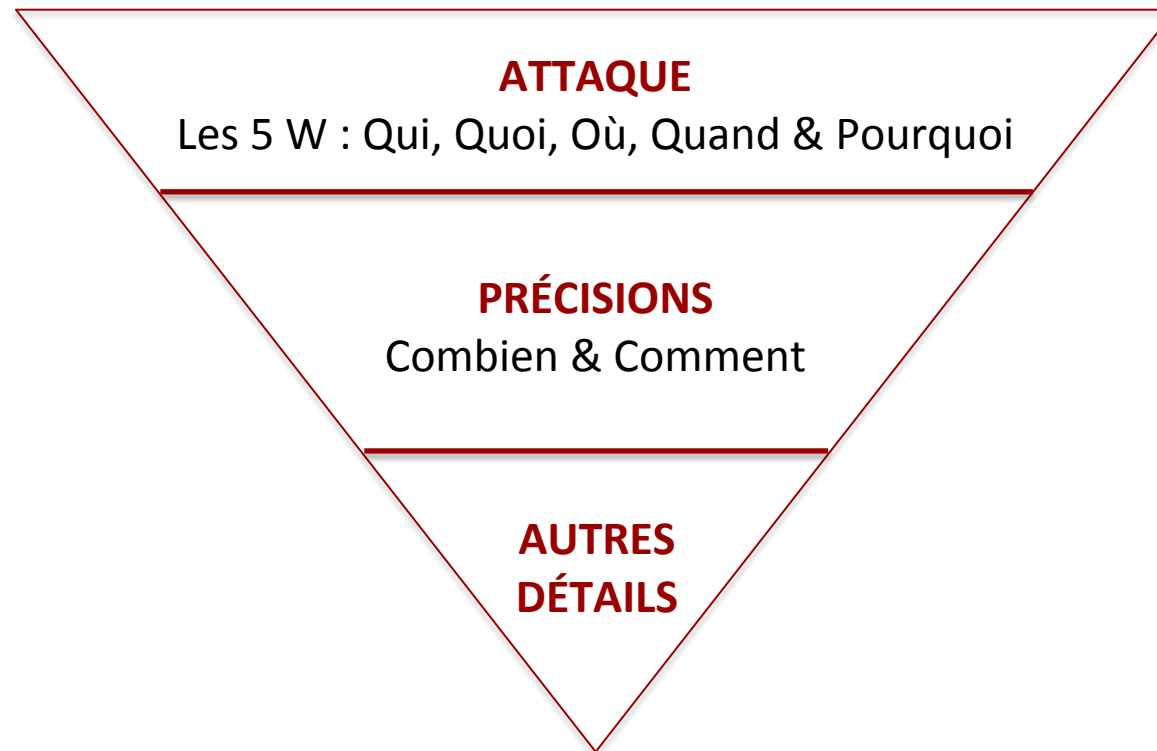 ATTAQUE
Les 5 W : Qui, Quoi, Où, Quand & Pourquoi
PRÉCISIONS
Combien & Comment
AUTRES
DÉTAILS